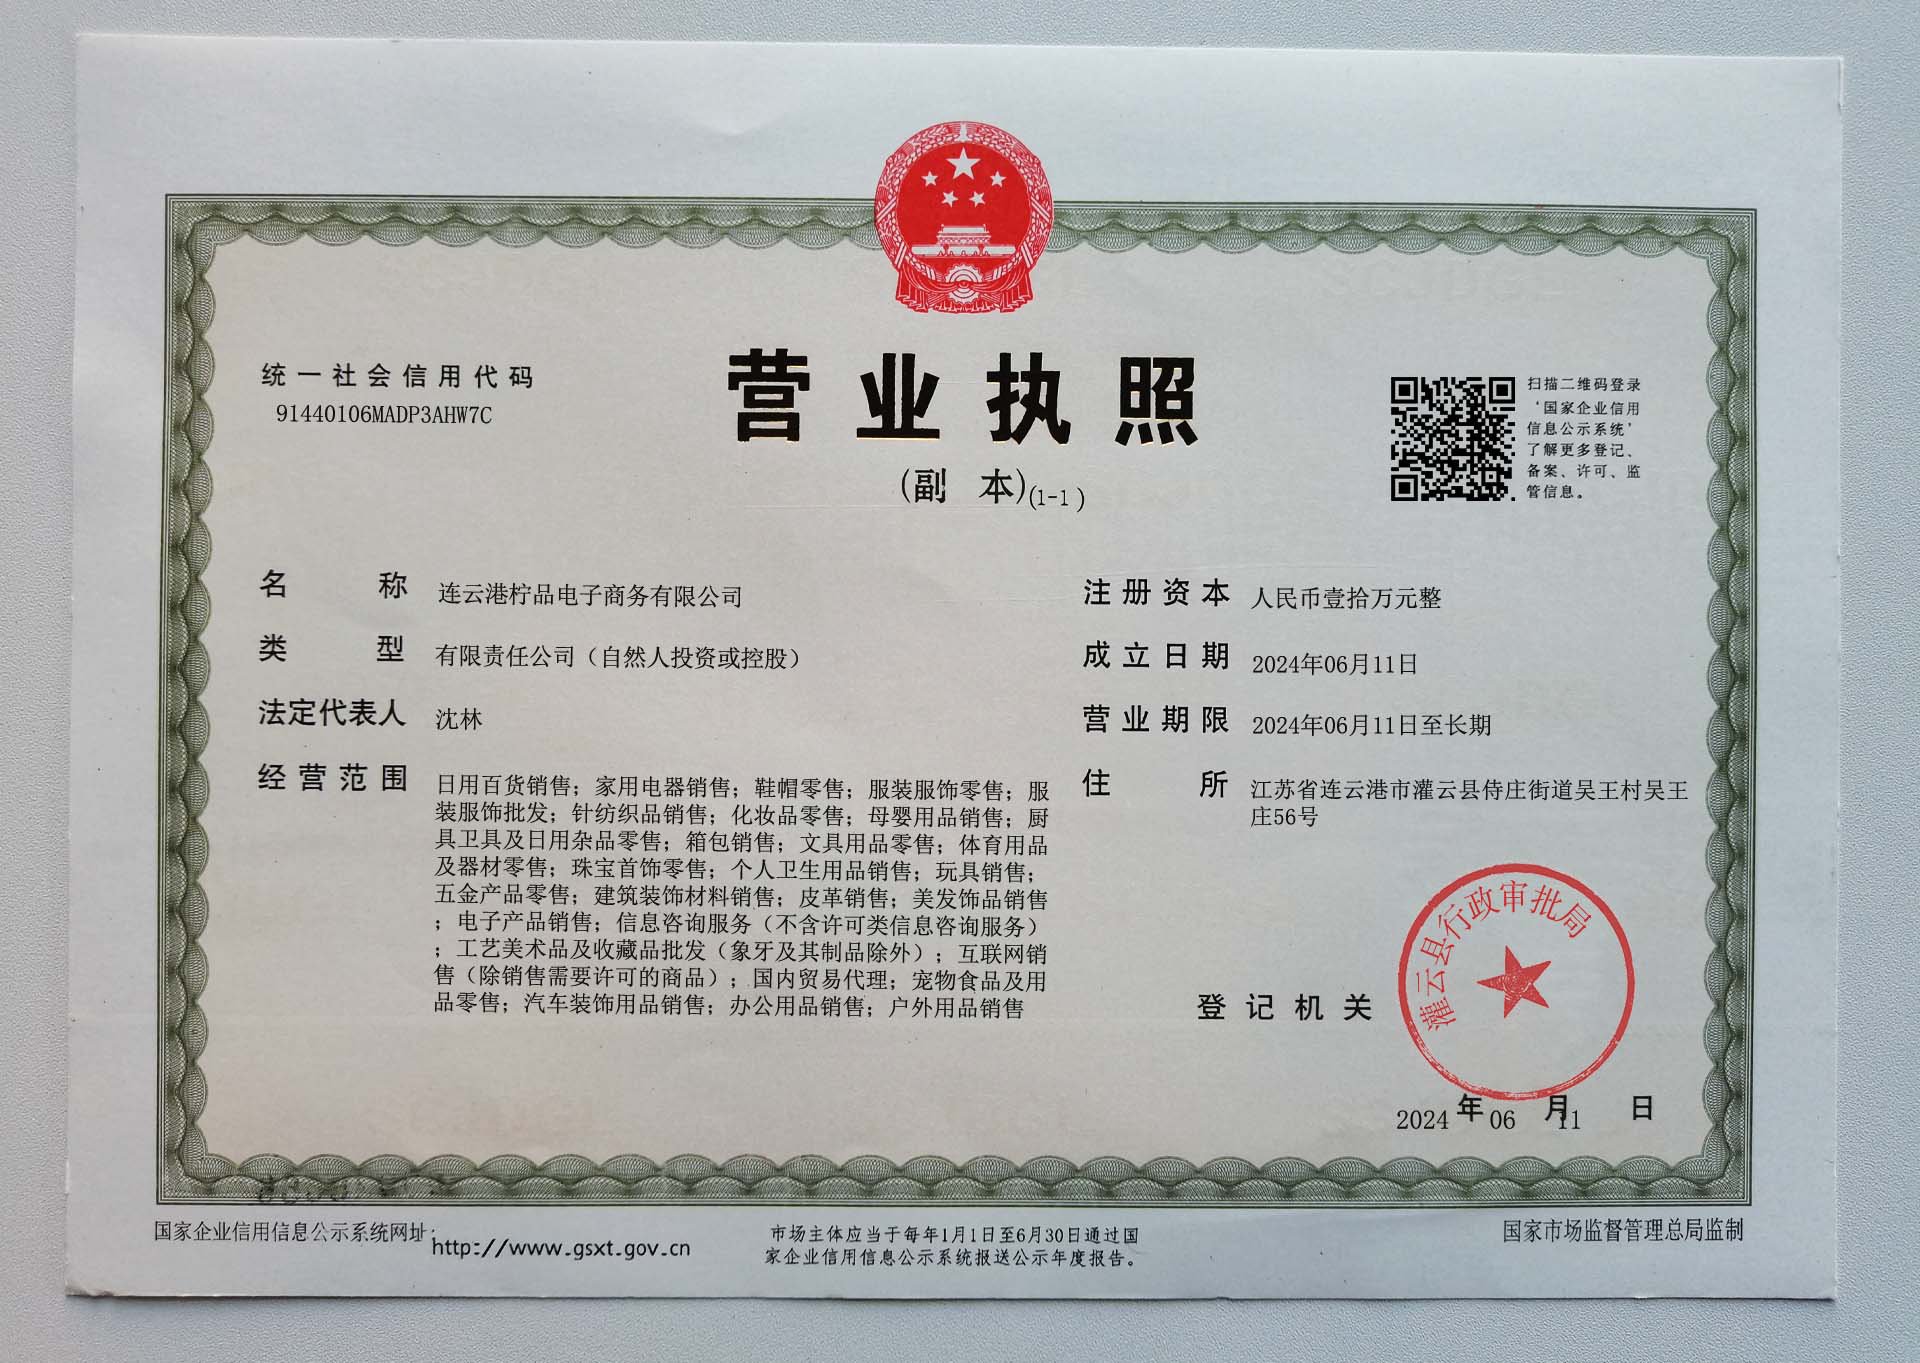 统一社会信用代码
91440106MADP3AHW7C
营业执照
(副 本)(1-1)
扫描二维码登录
‘国家企业信用
信息公示系统’
了解更多登记、
备案、许可、监
管信息。
名 称 连云港柠品电子商务有限公司
类 型 有限责任公司（自然人投资或控股）
法定代表人 沈林
经营范围 日用百货销售；家用电器销售；鞋帽零售；服装服饰零售；服
装服饰批发；针纺织品销售；化妆品零售；母婴用品销售；厨
具卫具及日用杂品零售；箱包销售；文具用品零售；体育用品
及器材零售；珠宝首饰零售；个人卫生用品销售；玩具销售；
五金产品零售；建筑装饰材料销售；皮革销售；美发饰品销售
；电子产品销售；信息咨询服务（不含许可类信息咨询服务）
；工艺美术品及收藏品批发（象牙及其制品除外）；互联网销
售（除销售需要许可的商品）；国内贸易代理；宠物食品及用
品零售；汽车装饰用品销售；办公用品销售；户外用品销售
注册资本 人民币壹拾万元整
成立日期 2024年06月11日
营业期限 2024年06月11日至长期
住 所 江苏省连云港市灌云县侍庄街道吴王村吴王
庄56号
登记机关
灌云县行政审批局
2024 年 06 月 11 日
国家企业信用信息公示系统网址：http://www.gsxt.gov.cn
市场主体应当于每年1月1日至6月30日通过国
家企业信用信息公示系统报送公示年度报告。
国家市场监督管理总局监制